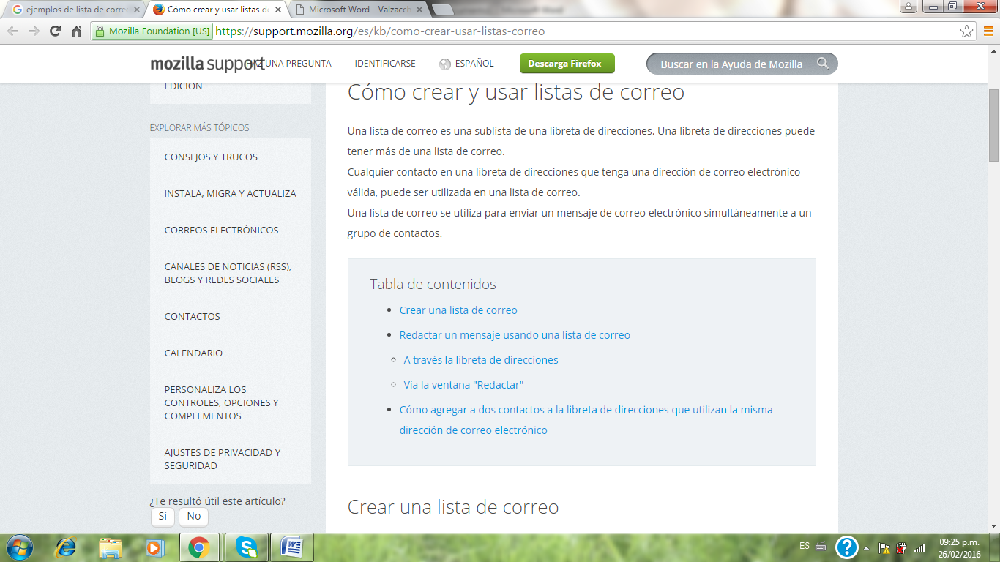 ejemplos de lista de corre
Cómo crear y usar listas d
Microsoft Word - Valzacch
Mozilla Foundation [US]
https://support.mozilla.org/es/kb/como-crear-usar-listas-correo
mozilla support
HAZ UNA PREGUNTA
IDENTIFICARSE
ESPAÑOL
Descarga Firefox
Buscar en la Ayuda de Mozilla
EDICIÓN
EXPLORAR MÁS TÓPICOS
CONSEJOS Y TRUCOS
INSTALA, MIGRA Y ACTUALIZA
CORREOS ELECTRÓNICOS
CANALES DE NOTICIAS (RSS),
BLOGS Y REDES SOCIALES
CONTACTOS
CALENDARIO
PERSONALIZA LOS
CONTROLES, OPCIONES Y
COMPLEMENTOS
AJUSTES DE PRIVACIDAD Y
SEGURIDAD
¿Te resultó útil este artículo?
Sí
No
Cómo crear y usar listas de correo
Una lista de correo es una sublista de una libreta de direcciones. Una libreta de direcciones puede
tener más de una lista de correo.
Cualquier contacto en una libreta de direcciones que tenga una dirección de correo electrónico
válida, puede ser utilizada en una lista de correo.
Una lista de correo se utiliza para enviar un mensaje de correo electrónico simultáneamente a un
grupo de contactos.
Tabla de contenidos
Crear una lista de correo
Redactar un mensaje usando una lista de correo
A través la libreta de direcciones
Vía la ventana "Redactar"
Cómo agregar a dos contactos a la libreta de direcciones que utilizan la misma
dirección de correo electrónico
Crear una lista de correo
ES
09:25 p.m.
26/02/2016